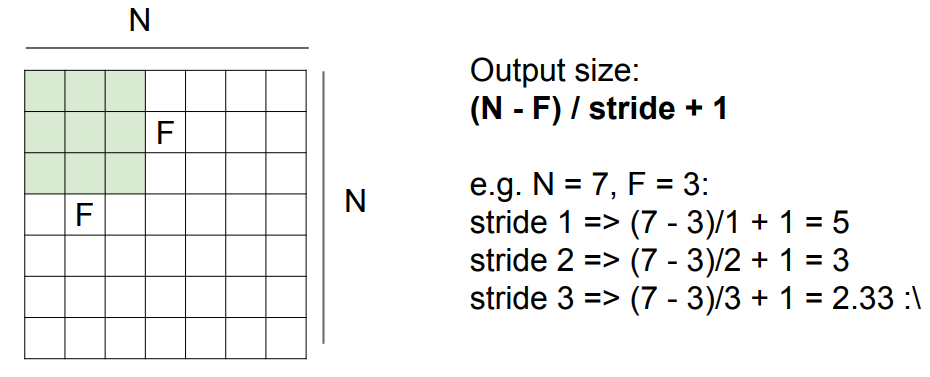 N
F
F
N
Output size:
(N - F) / stride + 1
e.g. N = 7, F = 3:
stride 1 => (7 - 3)/1 + 1 = 5
stride 2 => (7 - 3)/2 + 1 = 3
stride 3 => (7 - 3)/3 + 1 = 2.33 :\